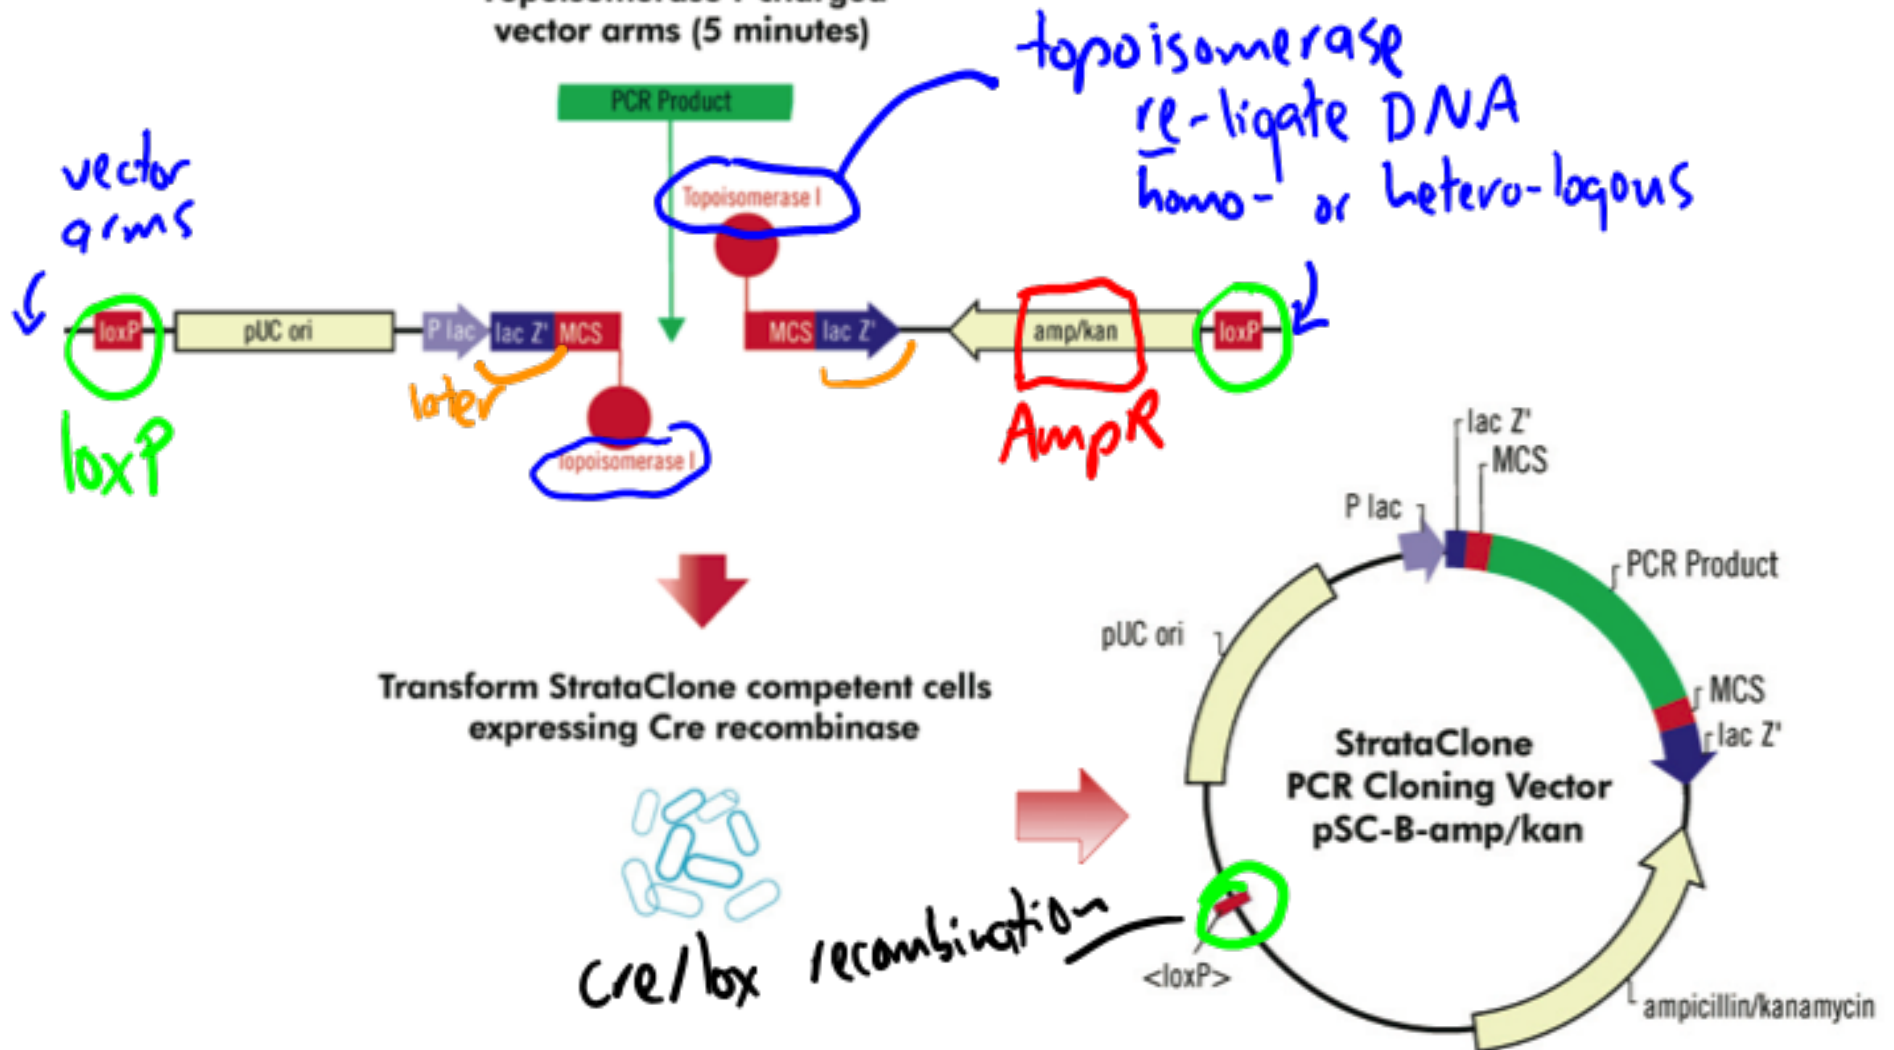 vector arms (5 minutes)
topoisomerase
re-ligate DNA
homo- or hetero-logous
PCR Product
vector
arms
Topoisomerase I
loxP
pUC ori
P lac
lac Z'
MCS
MCS
lac Z'
amp/kan
loxP
later
loxP
Topoisomerase I
AmpR
lac Z'
MCS
P lac
PCR Product
pUC ori
MCS
lac Z'
Transform StrataClone competent cells
expressing Cre recombinase
StrataClone
PCR Cloning Vector
pSC-B-amp/kan
cre/lox recombination
<loxP>
ampicillin/kanamycin